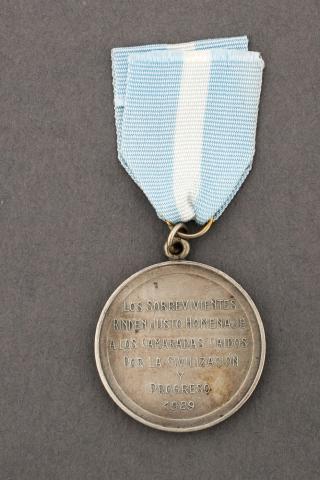 LOS SOBREVIVIENTES
RINDEN JUSTO HOMENAJE
A LOS CAMARADAS CAIDOS
POR LA CIVILIZACION
Y
PROGRESO
1929